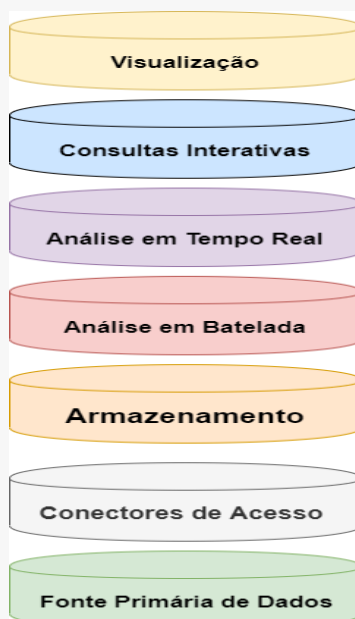 Visualização
Consultas Interativas
Análise em Tempo Real
Análise em Batelada
Armazenamento
Conectores de Acesso
Fonte Primária de Dados